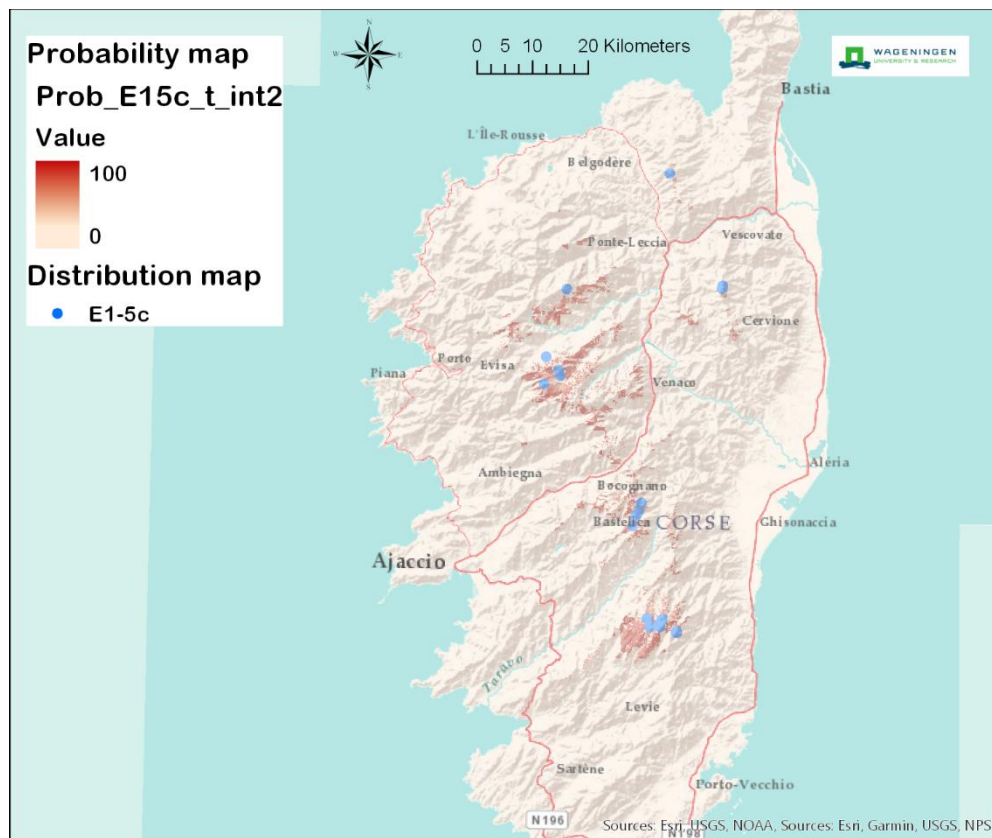 Probability map
Prob_E15c_t_int2
Value
100
0
Distribution map
E1-5c
N
W
E
S
0 5 10 20 Kilometers
WAGENINGEN
UNIVERSITY & RESEARCH
Bastia
L'Île-Rousse
Belgodère
Ponte-Leccia
Vescovato
Cervione
Porto
Evisa
Piana
Venaco
Aléria
Ambiegna
Bocognano
Bastelica
CORSE
Ghisonaccia
Ajaccio
Taravo
Levie
Sartène
Porto-Vecchio
N196
N198
Sources: Esri, USGS, NOAA, Sources: Esri, Garmin, USGS, NPS